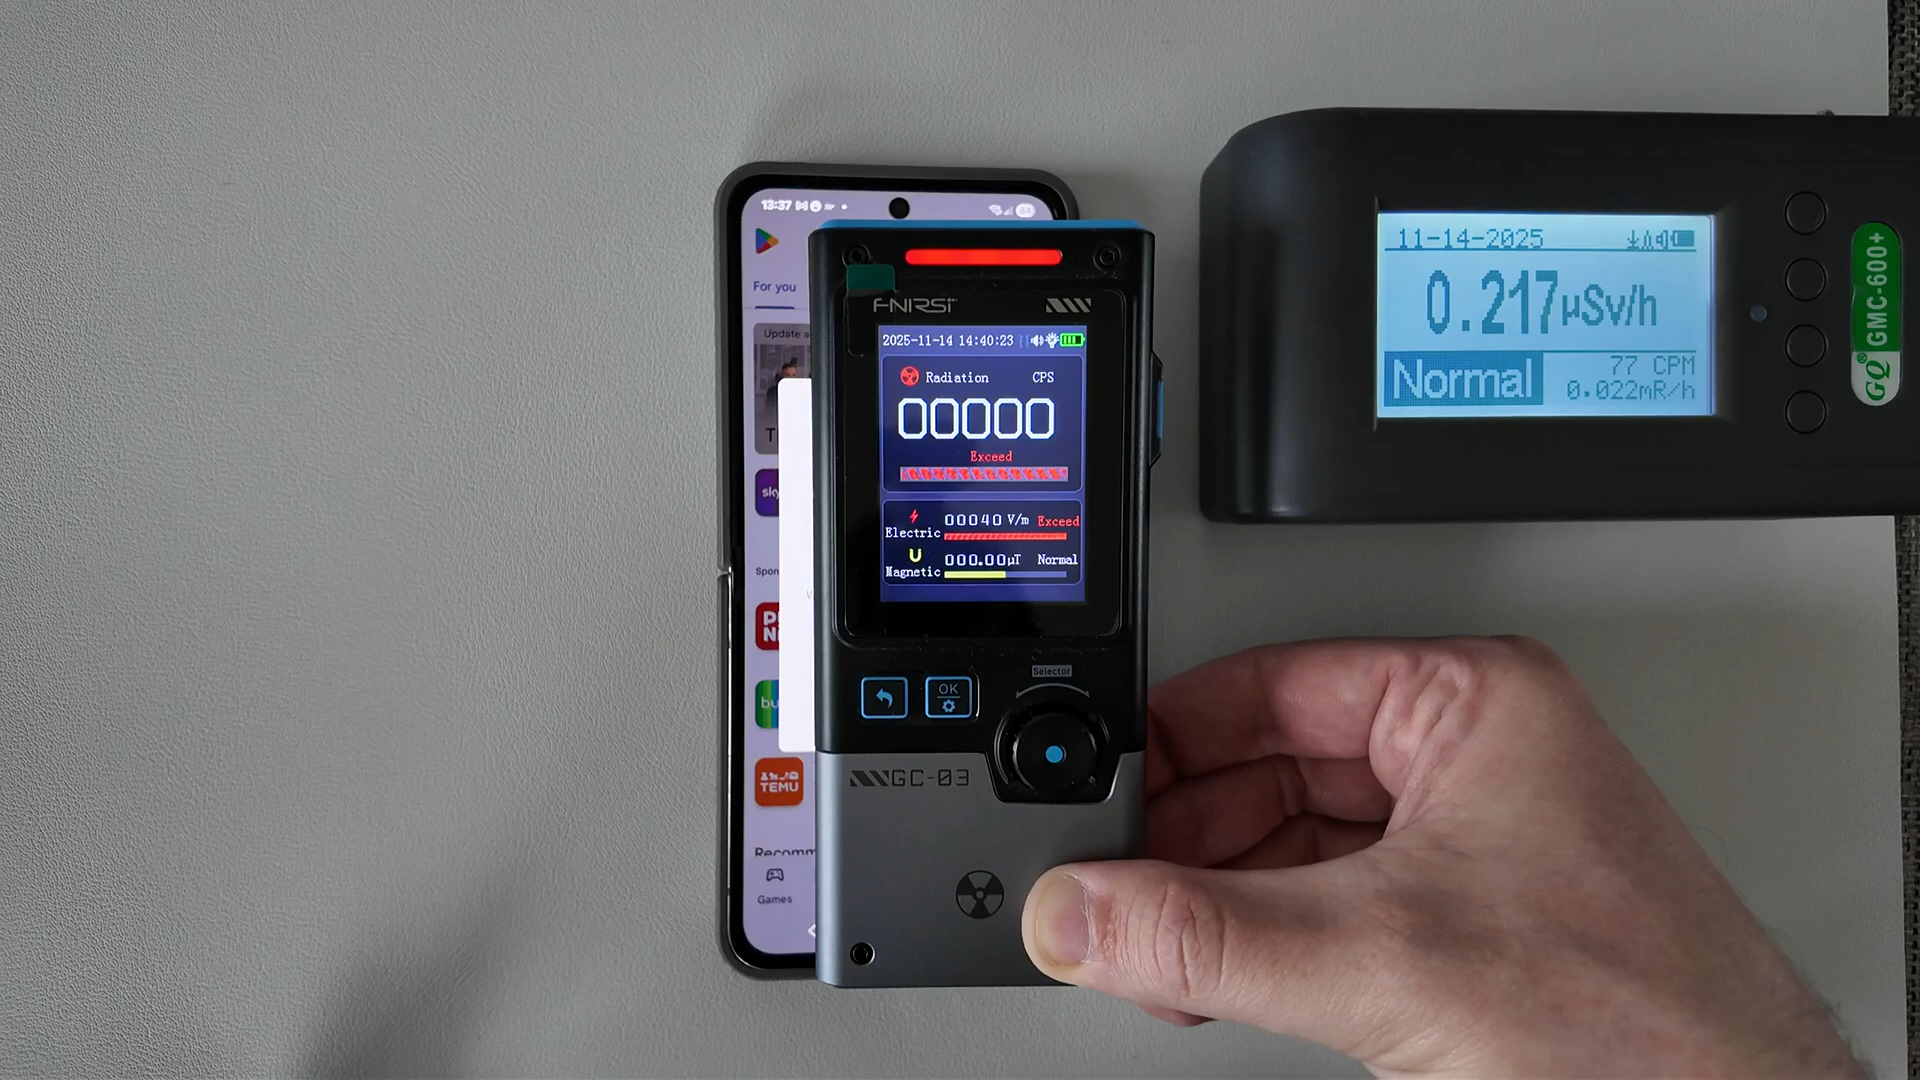 13:37
For you
Update a
T
sky
Spon
P
N
bu
TEMU
Recomm
Games
FNIRSI
2025-11-14 14:40:23
Radiation CPS
00000
Exceed
Electric 00040 V/m Exceed
Magnetic 000.00μT Normal
Selector
OK
GC-03
11-14-2025
0.217μSv/h
Normal
77 CPM
0.022mR/h
GQ® GMC-600+